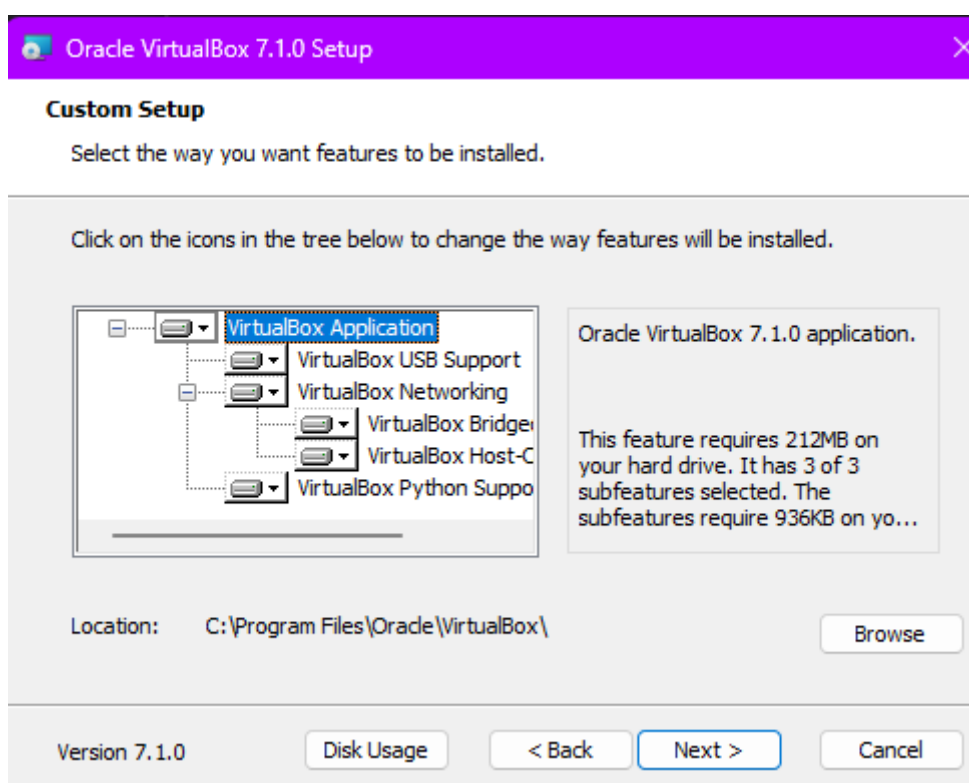 Oracle VirtualBox 7.1.0 Setup
Custom Setup
Select the way you want features to be installed.
Click on the icons in the tree below to change the way features will be installed.
VirtualBox Application
VirtualBox USB Support
VirtualBox Networking
VirtualBox Bridge
VirtualBox Host-C
VirtualBox Python Suppo
Oracle VirtualBox 7.1.0 application.
This feature requires 212MB on
your hard drive. It has 3 of 3
subfeatures selected. The
subfeatures require 936KB on yo...
Location: C:\Program Files\Oracle\VirtualBox\
Browse
Version 7.1.0
Disk Usage
< Back
Next >
Cancel